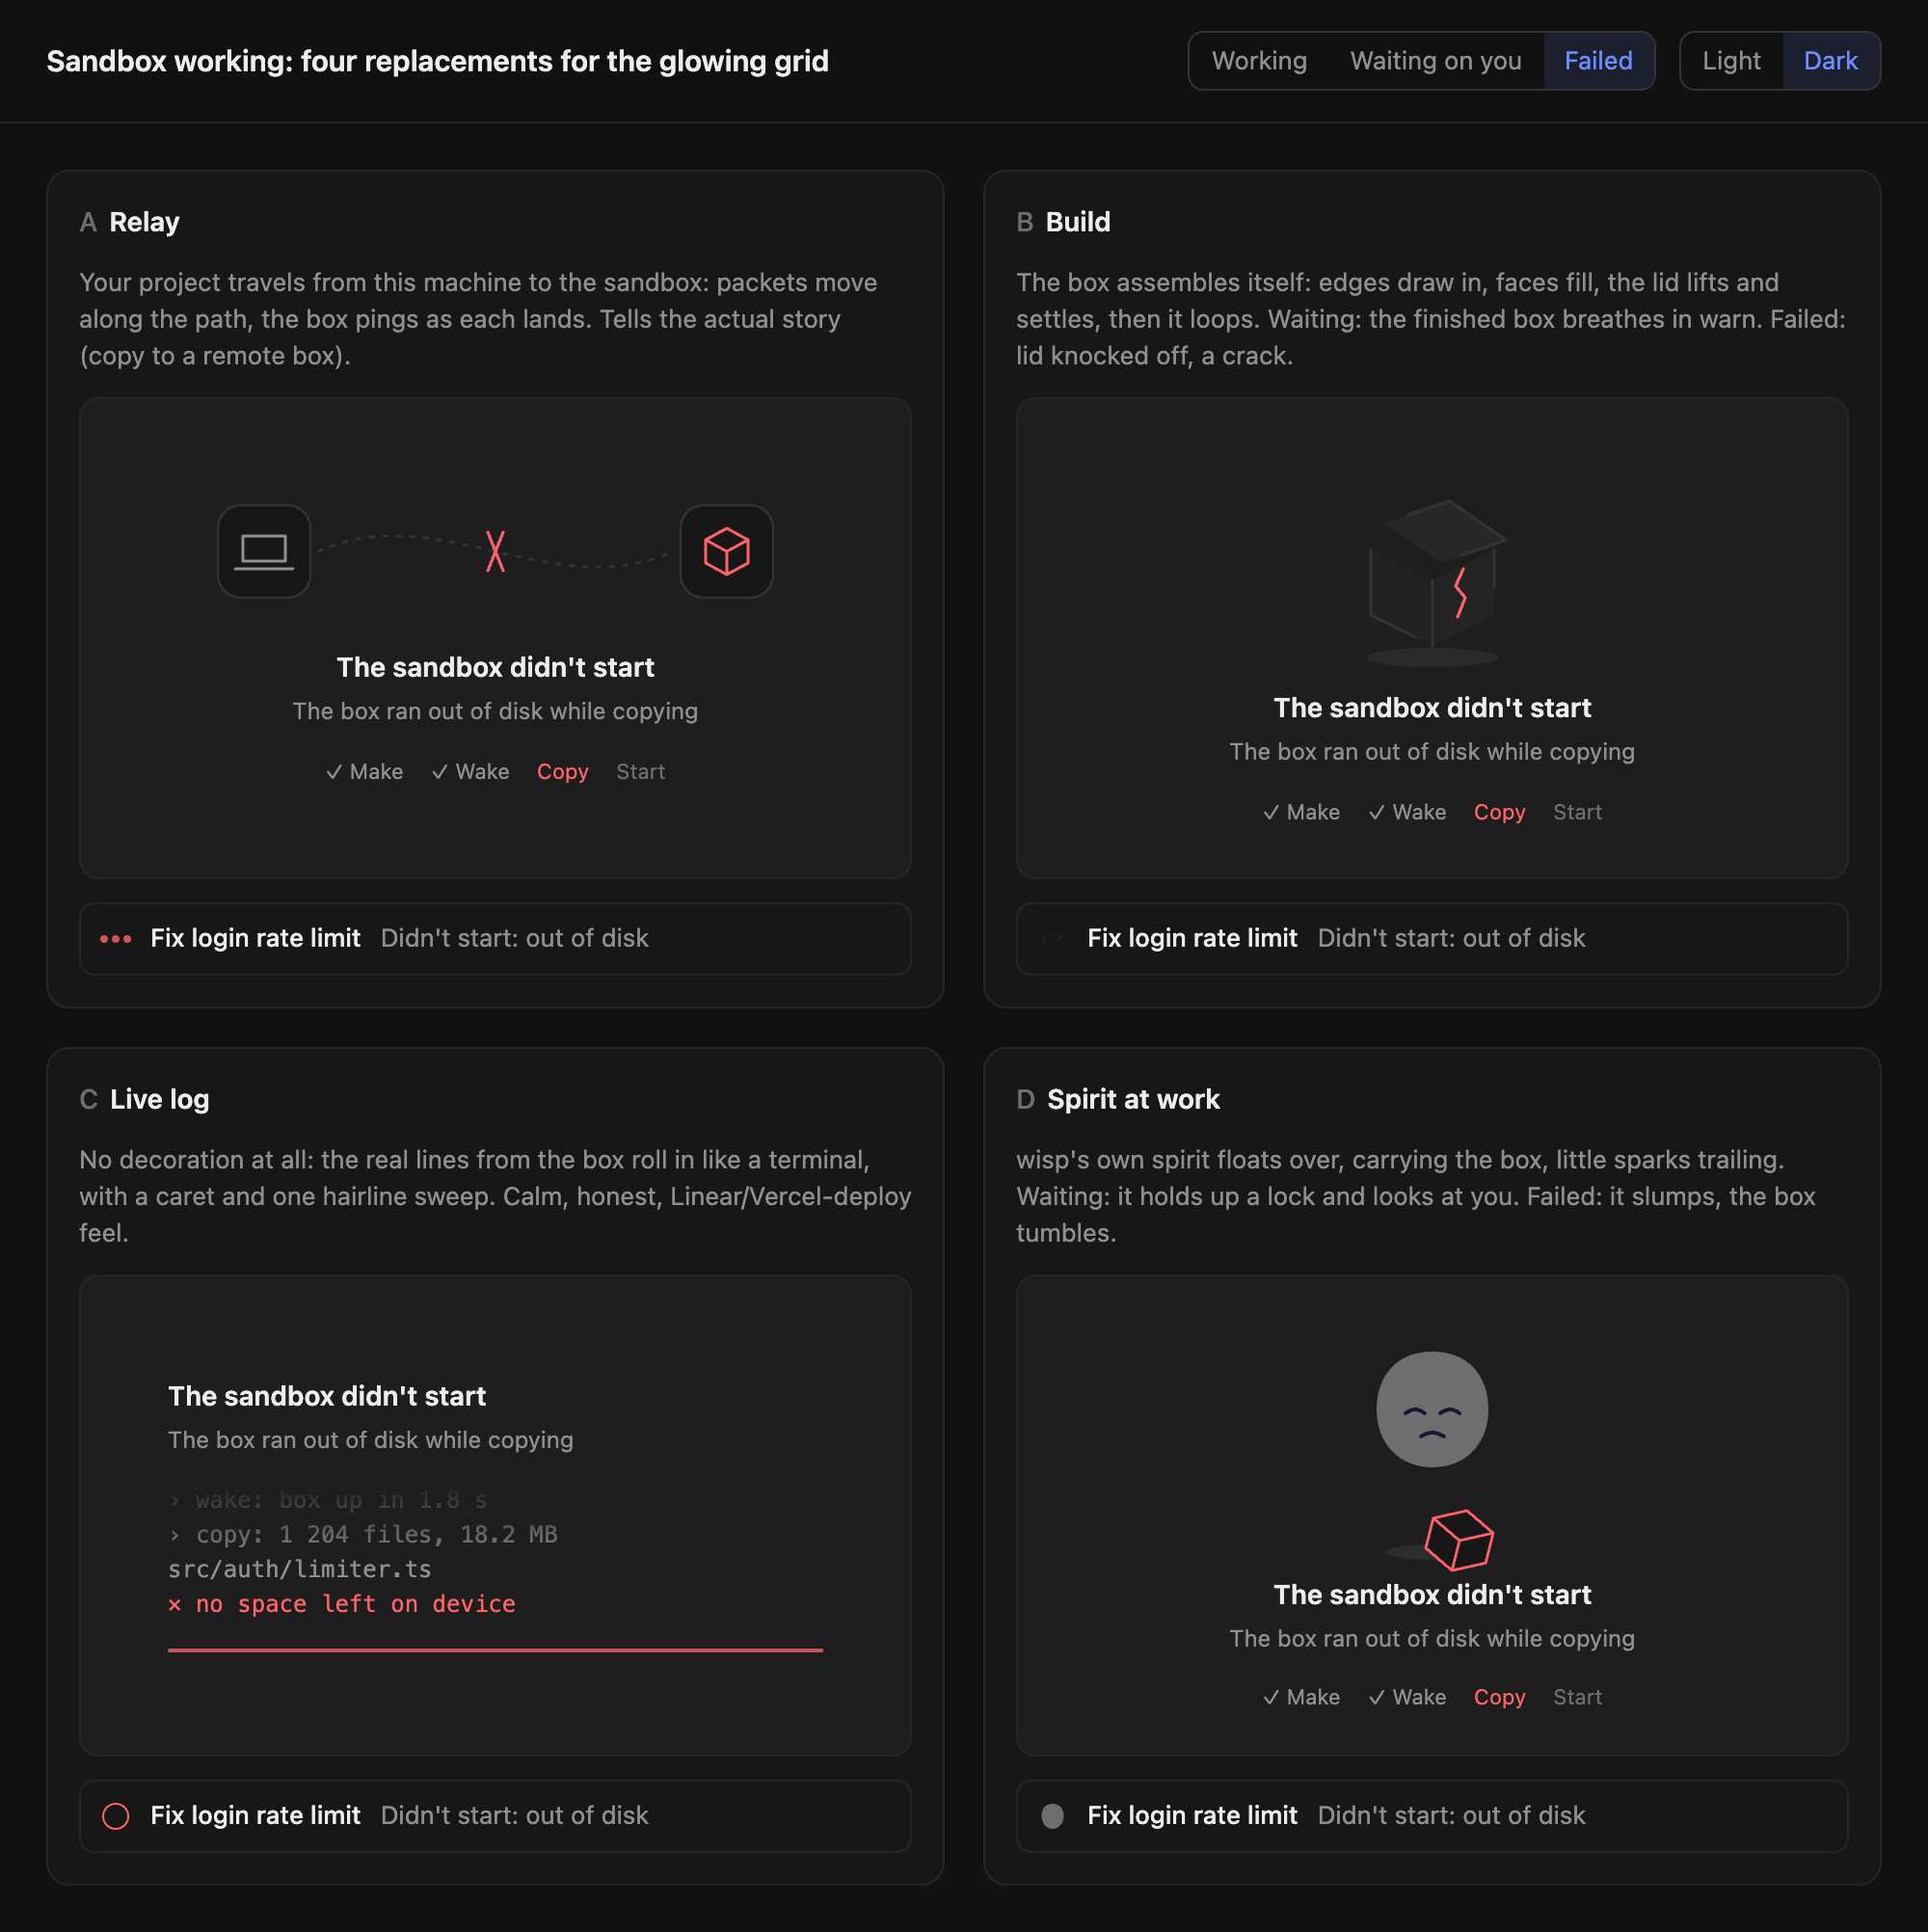 Sandbox working: four replacements for the glowing grid
Working Waiting on you Failed Light Dark
A Relay
Your project travels from this machine to the sandbox: packets move
along the path, the box pings as each lands. Tells the actual story
(copy to a remote box).
The sandbox didn't start
The box ran out of disk while copying
✓ Make ✓ Wake Copy Start
Fix login rate limit Didn't start: out of disk
B Build
The box assembles itself: edges draw in, faces fill, the lid lifts and
settles, then it loops. Waiting: the finished box breathes in warn. Failed:
lid knocked off, a crack.
The sandbox didn't start
The box ran out of disk while copying
✓ Make ✓ Wake Copy Start
Fix login rate limit Didn't start: out of disk
C Live log
No decoration at all: the real lines from the box roll in like a terminal,
with a caret and one hairline sweep. Calm, honest, Linear/Vercel-deploy
feel.
The sandbox didn't start
The box ran out of disk while copying
› wake: box up in 1.8 s
› copy: 1 204 files, 18.2 MB
src/auth/limiter.ts
× no space left on device
Fix login rate limit Didn't start: out of disk
D Spirit at work
wisp's own spirit floats over, carrying the box, little sparks trailing.
Waiting: it holds up a lock and looks at you. Failed: it slumps, the box
tumbles.
The sandbox didn't start
The box ran out of disk while copying
✓ Make ✓ Wake Copy Start
Fix login rate limit Didn't start: out of disk